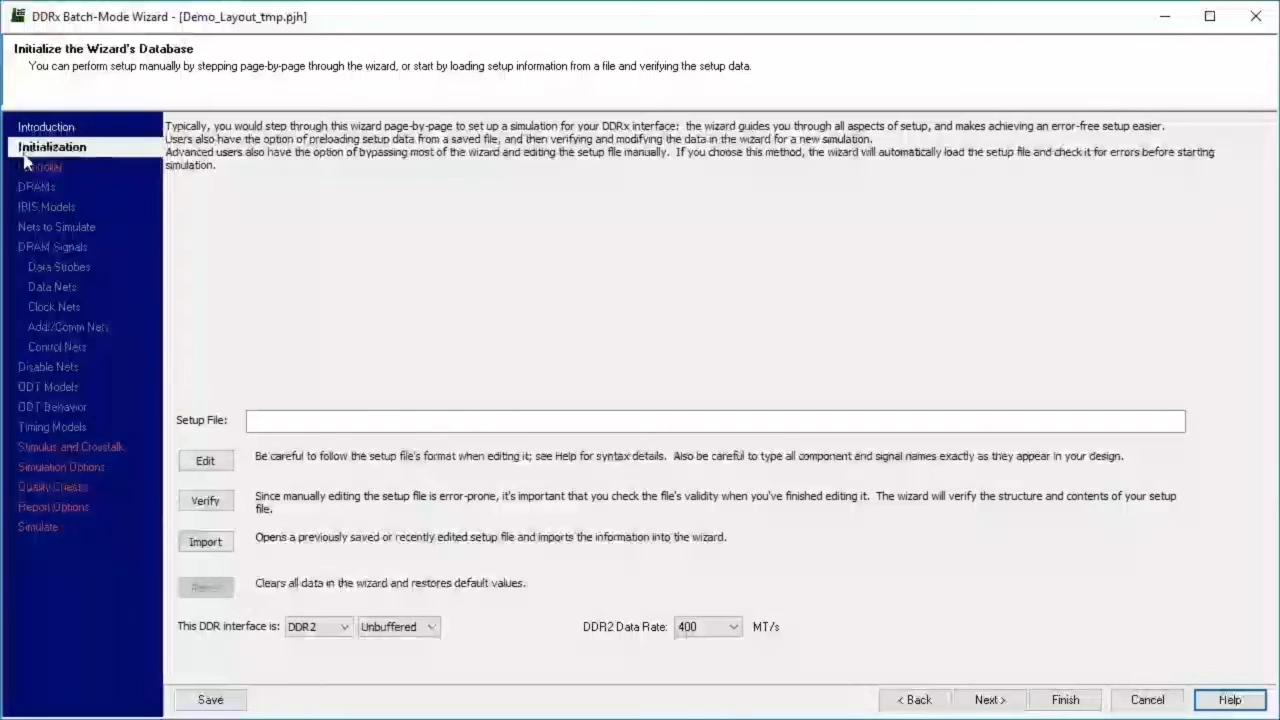 DDRx Batch-Mode Wizard - [Demo_Layout_tmp.pjh]
Initialize the Wizard's Database
You can perform setup manually by stepping page-by-page through the wizard, or start by loading setup information from a file and verifying the setup data.
Introduction
Initialization
DRAMs
IBIS Models
Nets to Simulate
DRAM Signals
Data Strobes
Data Nets
Clock Nets
Addr/Comm Nets
Control Nets
Disable Nets
ODT Models
ODT Behavior
Timing Models
Stimulus and Crosstalk
Simulation Options
Quality Checks
Report Options
Simulate
Typically, you would step through this wizard page-by-page to set up a simulation for your DDRx interface: the wizard guides you through all aspects of setup, and makes achieving an error-free setup easier.
Users also have the option of preloading setup data from a saved file, and then verifying and modifying the data in the wizard for a new simulation.
Advanced users also have the option of bypassing most of the wizard and editing the setup file manually. If you choose this method, the wizard will automatically load the setup file and check it for errors before starting
simulation.
Setup File:
Edit
Be careful to follow the setup file's format when editing it; see Help for syntax details. Also be careful to type all component and signal names exactly as they appear in your design.
Verify
Since manually editing the setup file is error-prone, it's important that you check the file's validity when you've finished editing it. The wizard will verify the structure and contents of your setup
file.
Import
Opens a previously saved or recently edited setup file and imports the information into the wizard.
Clears all data in the wizard and restores default values.
This DDR interface is: DDR2 Unbuffered DDR2 Data Rate: 400 MT/s
Save < Back Next > Finish Cancel Help